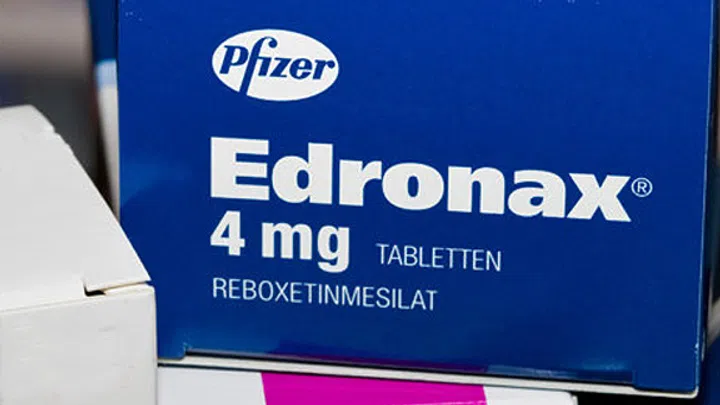 Pfizer
Edronax®
4 mg TABLETTEN
REBOXETINMESILAT